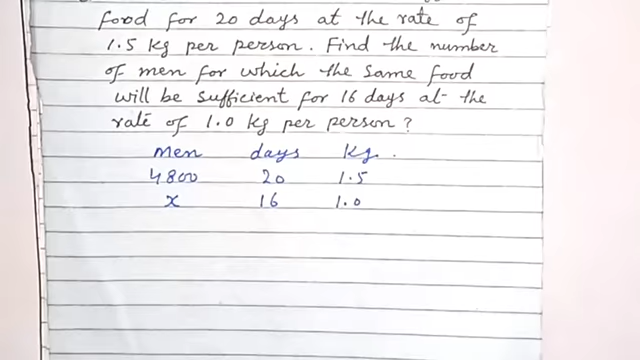 food for 20 days at the rate of
1.5 kg per person. Find the number
of men for which the same food
will be sufficient for 16 days at the
rate of 1.0 kg per person?
men days kg.
4800 20 1.5
x 16 1.0